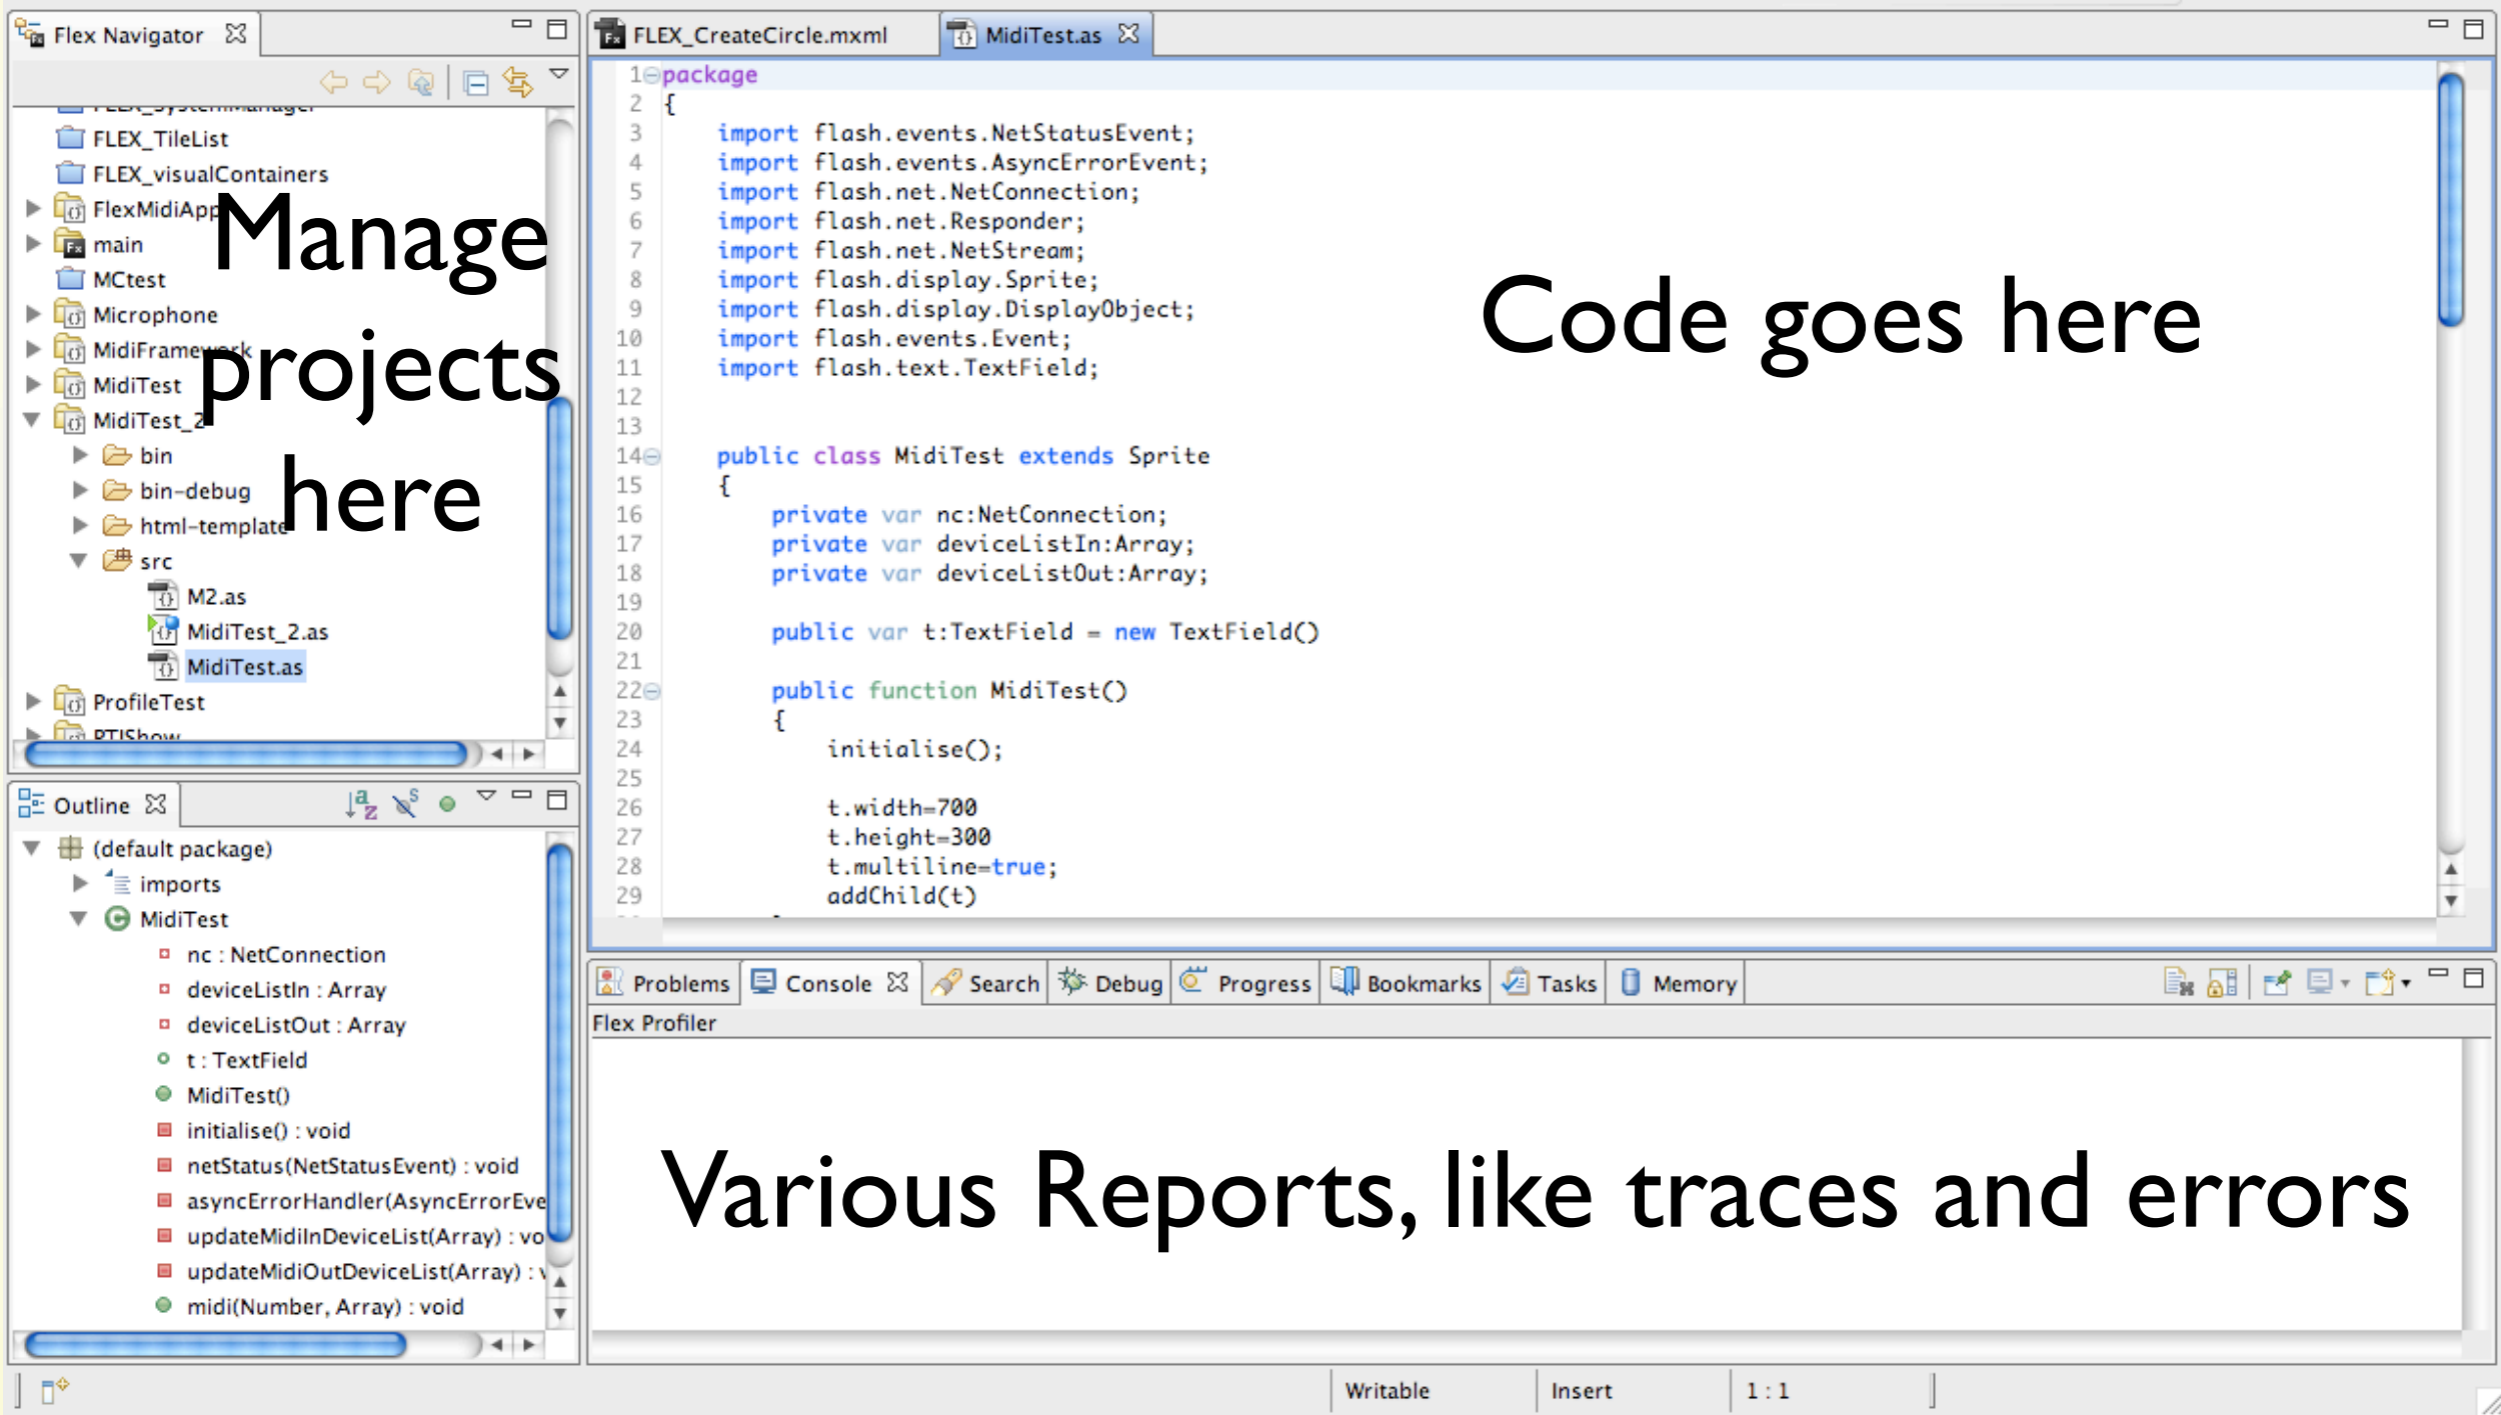 Flex Navigator
FLEX_SystemManager
FLEX_TileList
FLEX_visualContainers
FlexMidiApp
main
MCtest
Microphone
MidiFramework
MidiTest
MidiTest_2
bin
bin-debug
html-template
src
M2.as
MidiTest_2.as
MidiTest.as
ProfileTest
Manage
projects
here
Outline
(default package)
imports
MidiTest
nc : NetConnection
deviceListIn : Array
deviceListOut : Array
t : TextField
MidiTest()
initialise() : void
netStatus(NetStatusEvent) : void
asyncErrorHandler(AsyncErrorEve
updateMidiInDeviceList(Array) : vo
updateMidiOutDeviceList(Array) : v
midi(Number, Array) : void
FLEX_CreateCircle.mxml MidiTest.as
1 package
2 {
3 import flash.events.NetStatusEvent;
4 import flash.events.AsyncErrorEvent;
5 import flash.net.NetConnection;
6 import flash.net.Responder;
7 import flash.net.NetStream;
8 import flash.display.Sprite;
9 import flash.display.DisplayObject;
10 import flash.events.Event;
11 import flash.text.TextField;
12
13
14 public class MidiTest extends Sprite
15 {
16 private var nc:NetConnection;
17 private var deviceListIn:Array;
18 private var deviceListOut:Array;
19
20 public var t:TextField = new TextField()
21
22 public function MidiTest()
23 {
24 initialise();
25
26 t.width=700
27 t.height=300
28 t.multiline=true;
29 addChild(t)
Code goes here
Problems Console Search Debug Progress Bookmarks Tasks Memory
Flex Profiler
Various Reports, like traces and errors
Writable Insert 1 : 1